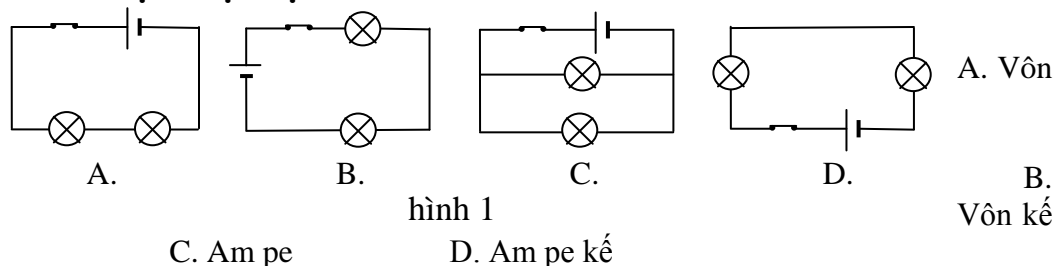 A. Vôn
A. B. C. D. B.
hình 1 Vôn kế
C. Am pe D. Am pe kế